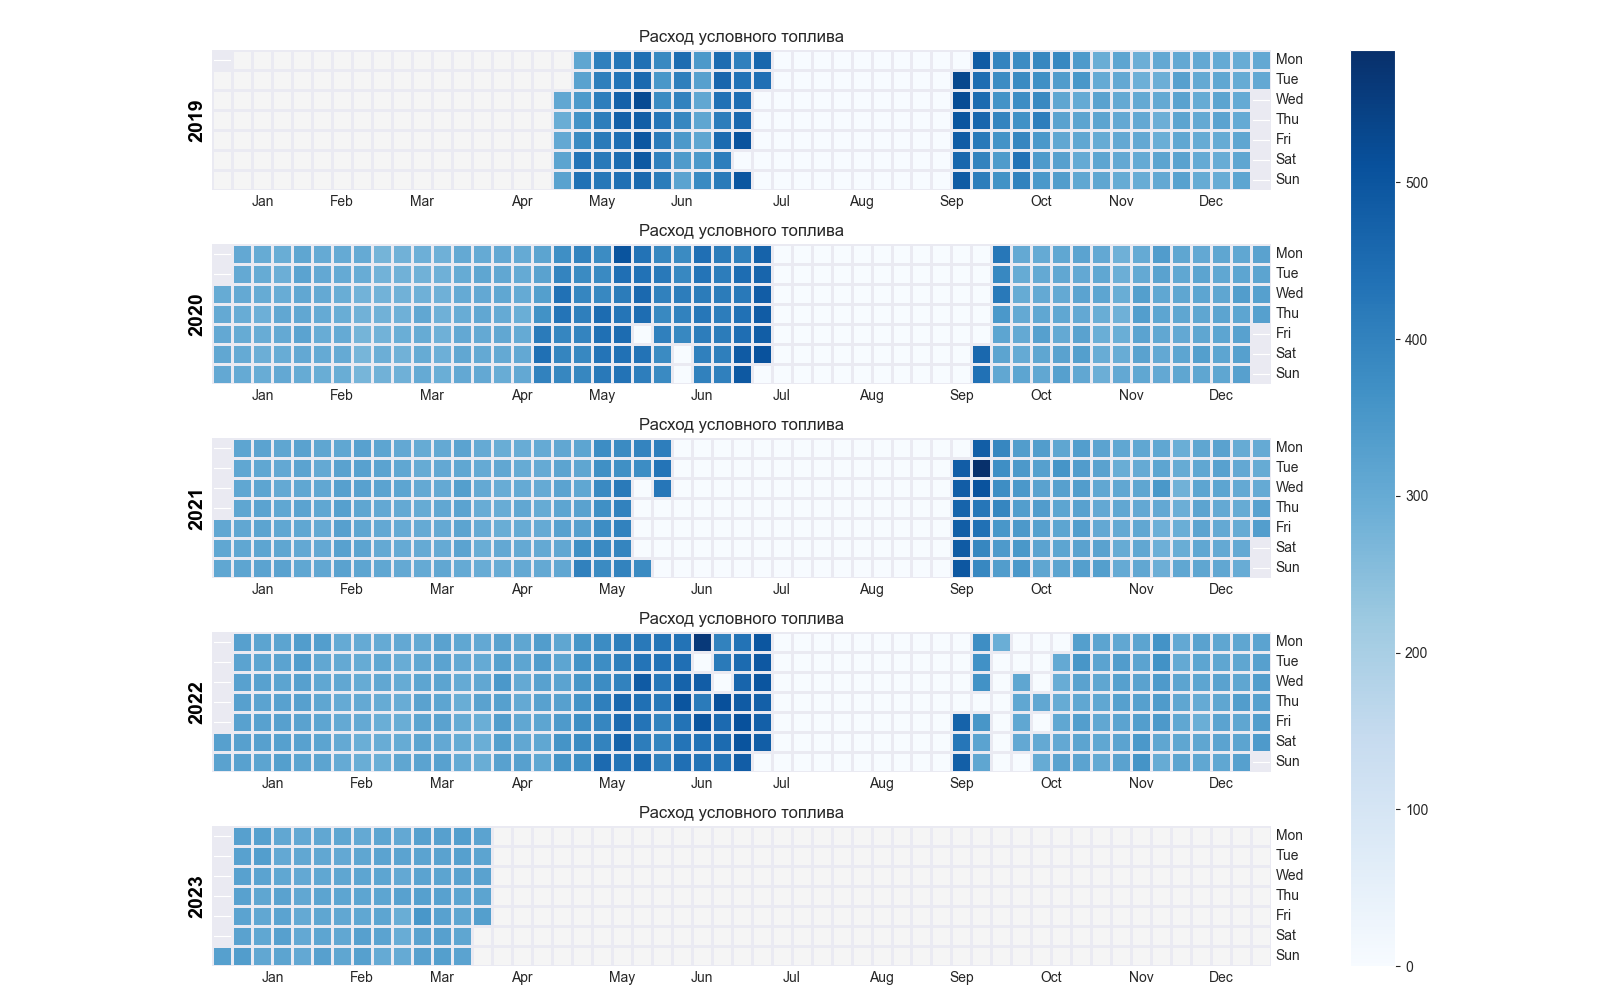 Расход условного топлива
2019
Mon
Tue
Wed
Thu
Fri
Sat
Sun
Jan Feb Mar Apr May Jun Jul Aug Sep Oct Nov Dec
Расход условного топлива
2020
Mon
Tue
Wed
Thu
Fri
Sat
Sun
Jan Feb Mar Apr May Jun Jul Aug Sep Oct Nov Dec
Расход условного топлива
2021
Mon
Tue
Wed
Thu
Fri
Sat
Sun
Jan Feb Mar Apr May Jun Jul Aug Sep Oct Nov Dec
Расход условного топлива
2022
Mon
Tue
Wed
Thu
Fri
Sat
Sun
Jan Feb Mar Apr May Jun Jul Aug Sep Oct Nov Dec
Расход условного топлива
2023
Mon
Tue
Wed
Thu
Fri
Sat
Sun
Jan Feb Mar Apr May Jun Jul Aug Sep Oct Nov Dec
500
400
300
200
100
0